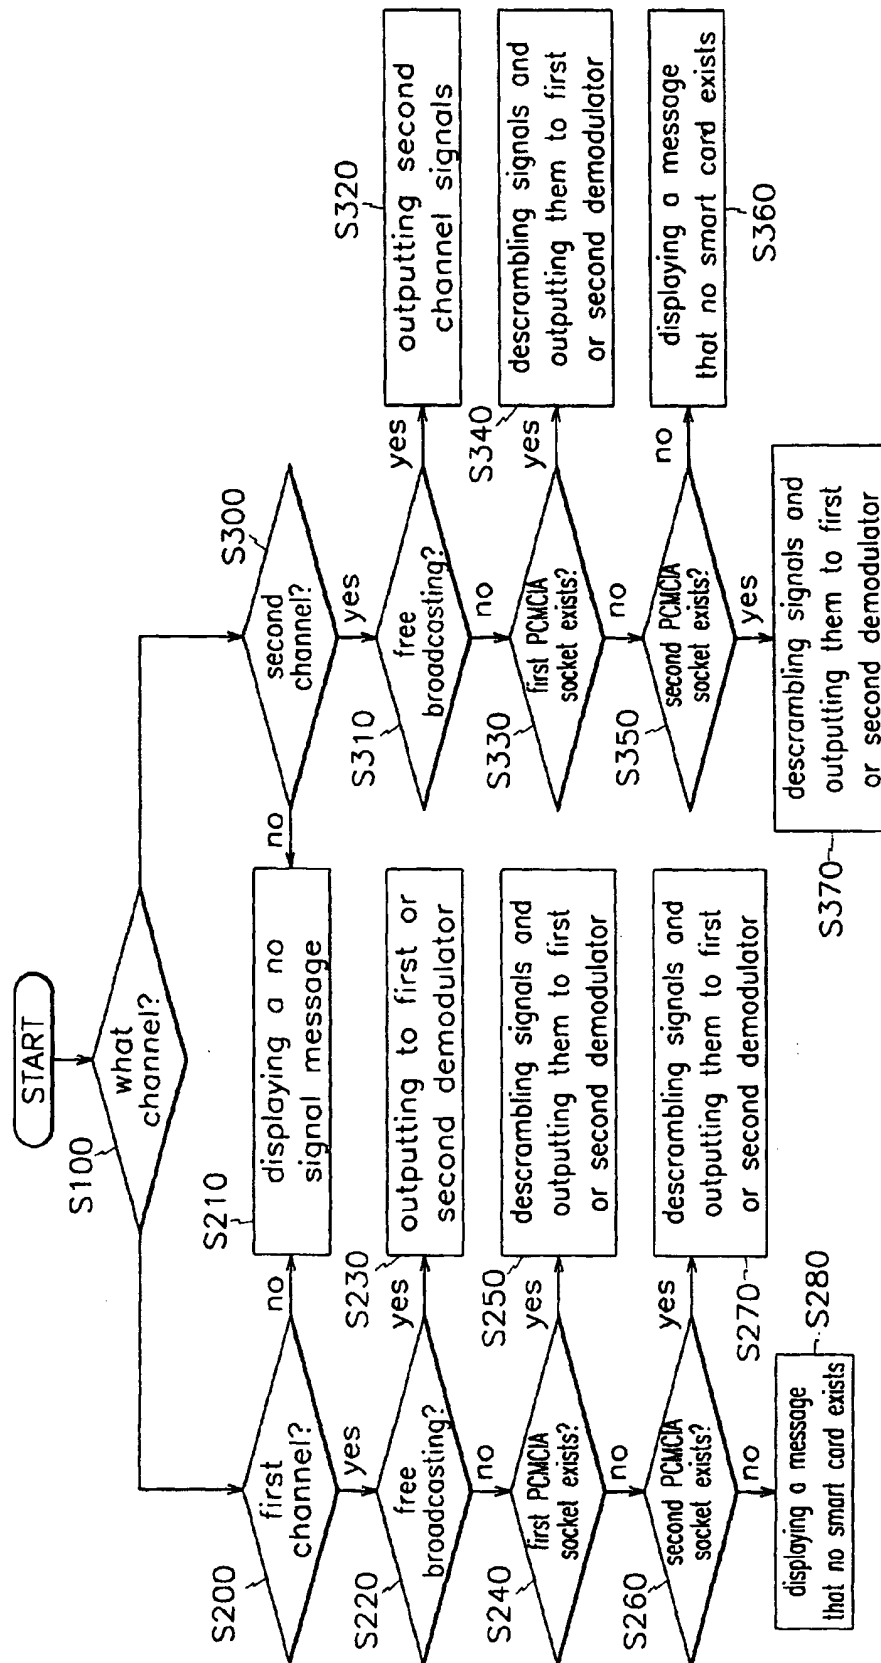 START
S100
what
channel?
S200
first
channel?
no
yes
S210
displaying a no
signal message
S220
free
broadcasting?
yes
no
S230
outputting to first or
second demodulator
S240
first PCMCIA
socket exists?
yes
no
S250
descrambling signals and
outputting them to first
or second demodulator
S260
second PCMCIA
socket exists?
yes
no
S270
descrambling signals and
outputting them to first
or second demodulator
S280
displaying a message
that no smart card exists
S300
second
channel?
no
yes
S310
free
broadcasting?
yes
no
S320
outputting second
channel signals
S330
first PCMCIA
socket exists?
yes
no
S340
descrambling signals and
outputting them to first
or second demodulator
S350
second PCMCIA
socket exists?
no
yes
S360
displaying a message
that no smart card exists
S370
descrambling signals and
outputting them to first
or second demodulator